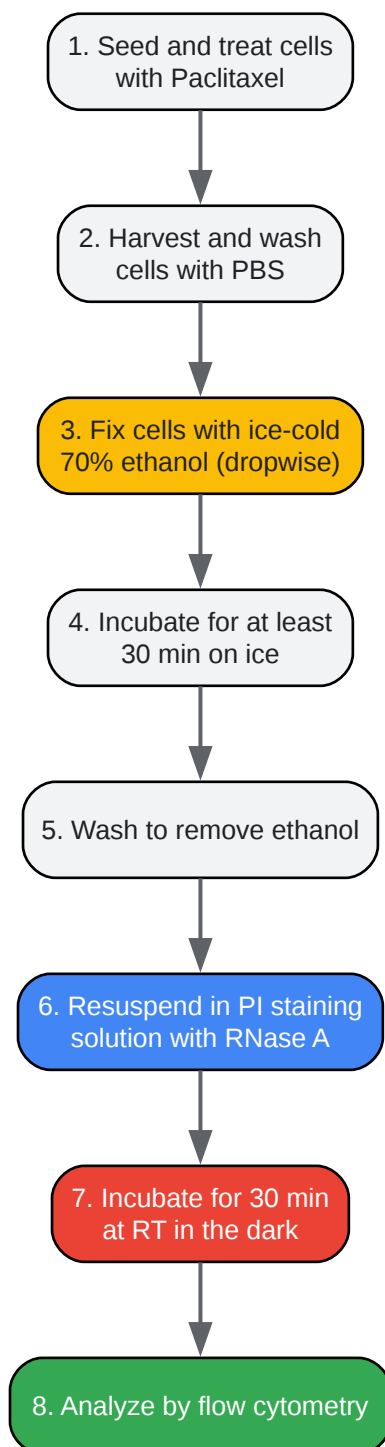 1. Seed and treat cells
with Paclitaxel
2. Harvest and wash
cells with PBS
3. Fix cells with ice-cold
70% ethanol (dropwise)
4. Incubate for at least
30 min on ice
5. Wash to remove ethanol
6. Resuspend in PI staining
solution with RNase A
7. Incubate for 30 min
at RT in the dark
8. Analyze by flow cytometry